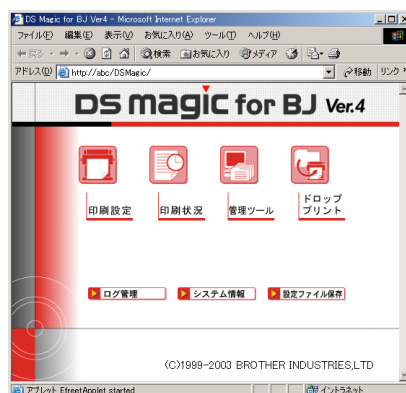 DS Magic for BJ Ver4 - Microsoft Internet Explorer
ファイル(F) 編集(E) 表示(V) お気に入り(A) ツール(T) ヘルプ(H)
戻る 検索 お気に入り メディア
アドレス(D) http://abc/DSMagic/ 移動 リンク
DS magic for BJ Ver.4
印刷設定 印刷状況 管理ツール ドロップ
プリント
ログ管理 システム情報 設定ファイル保存
(C)1999-2003 BROTHER INDUSTRIES,LTD
アプレット EfreetApplet started イントラネット